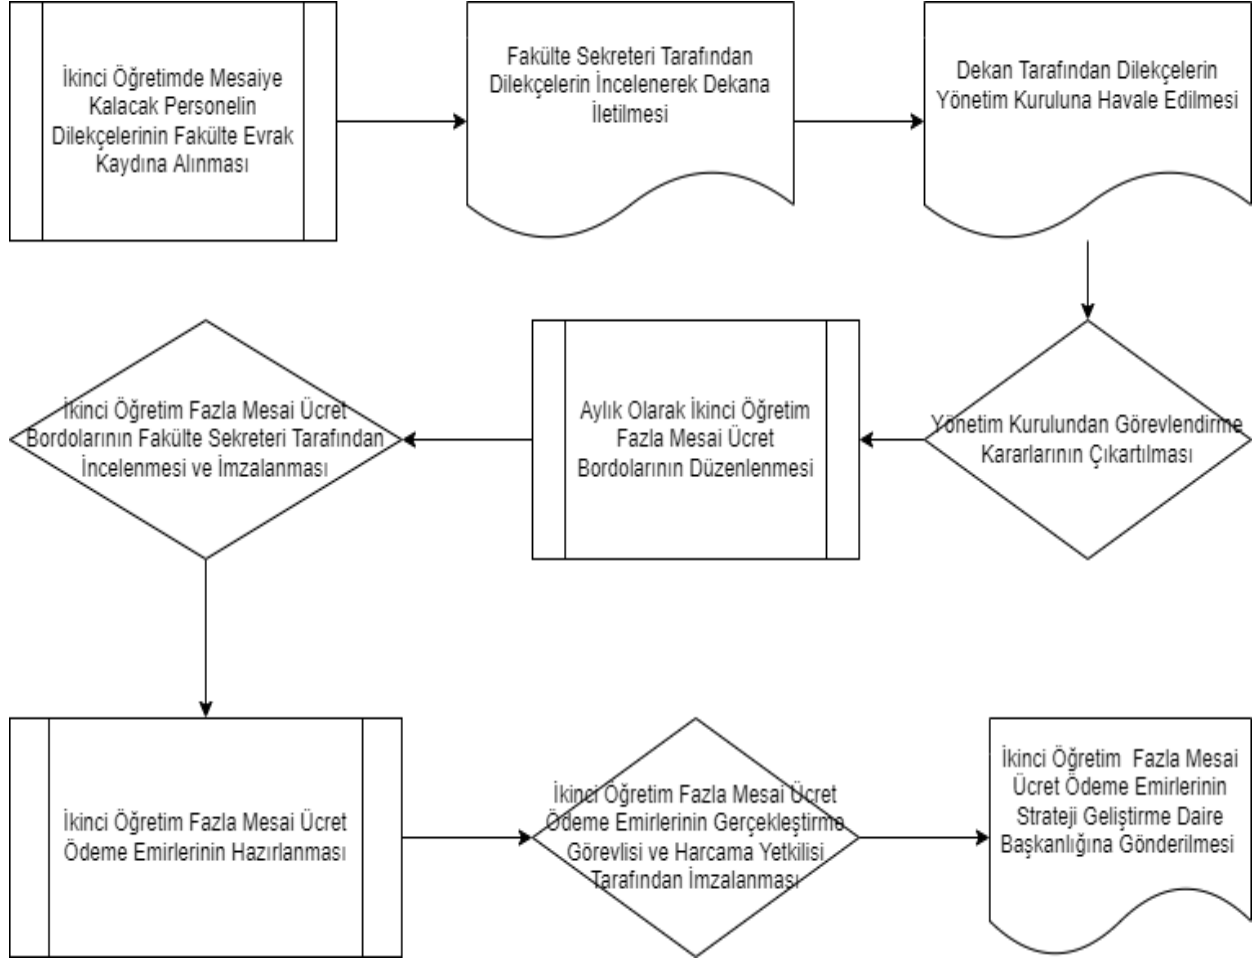 İkinci Öğretimde Mesaiye
Kalacak Personelin
Dilekçelerinin Fakülte Evrak
Kaydına Alınması
Fakülte Sekreteri Tarafından
Dilekçelerin İncelenerek Dekana
İletilmesi
Dekan Tarafından Dilekçelerin
Yönetim Kuruluna Havale Edilmesi
Yönetim Kurulundan Görevlendirme
Kararlarının Çıkartılması
Aylık Olarak İkinci Öğretim
Fazla Mesai Ücret
Bordolarının Düzenlenmesi
İkinci Öğretim Fazla Mesai Ücret
Bordolarının Fakülte Sekreteri Tarafından
İncelenmesi ve İmzalanması
İkinci Öğretim Fazla Mesai Ücret
Ödeme Emirlerinin Hazırlanması
İkinci Öğretim Fazla Mesai Ücret
Ödeme Emirlerinin Gerçekleştirme
Görevlisi ve Harcama Yetkilisi
Tarafından İmzalanması
İkinci Öğretim  Fazla Mesai
Ücret Ödeme Emirlerinin
Strateji Geliştirme Daire
Başkanlığına Gönderilmesi